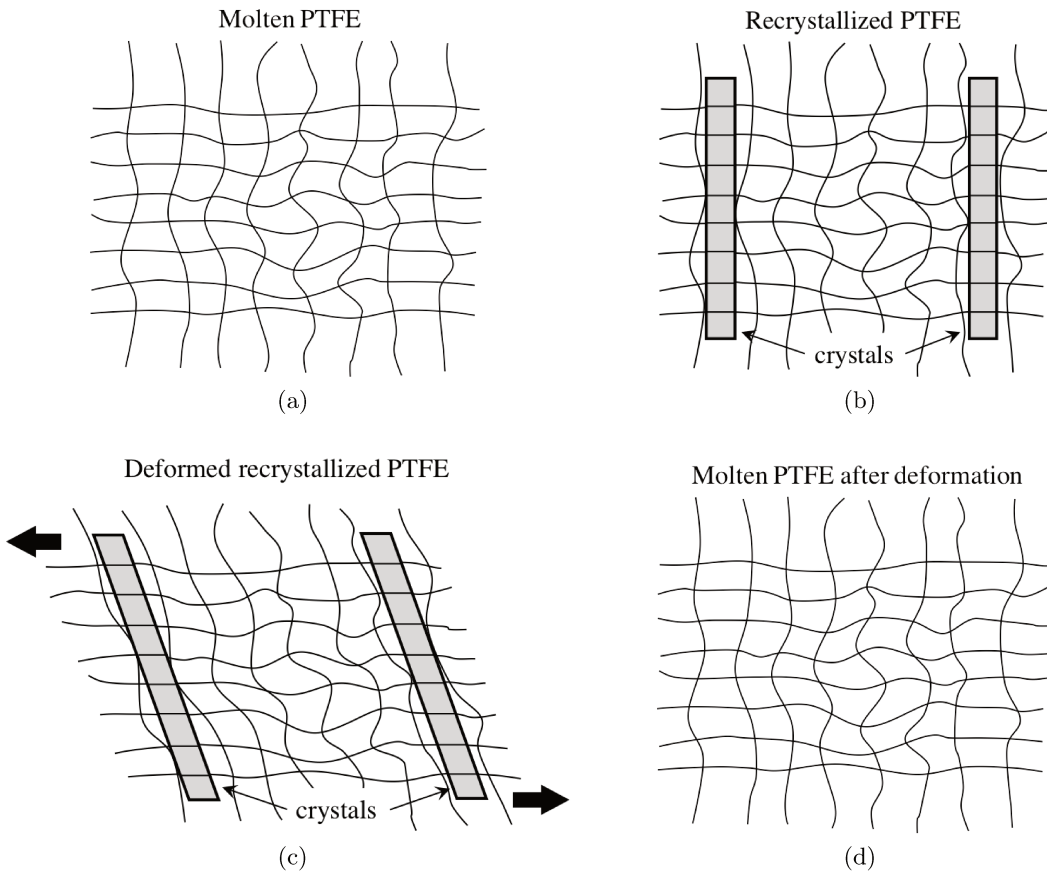 Molten PTFE
Recrystallized PTFE
crystals
(a)
(b)
Deformed recrystallized PTFE
Molten PTFE after deformation
crystals
(c)
(d)